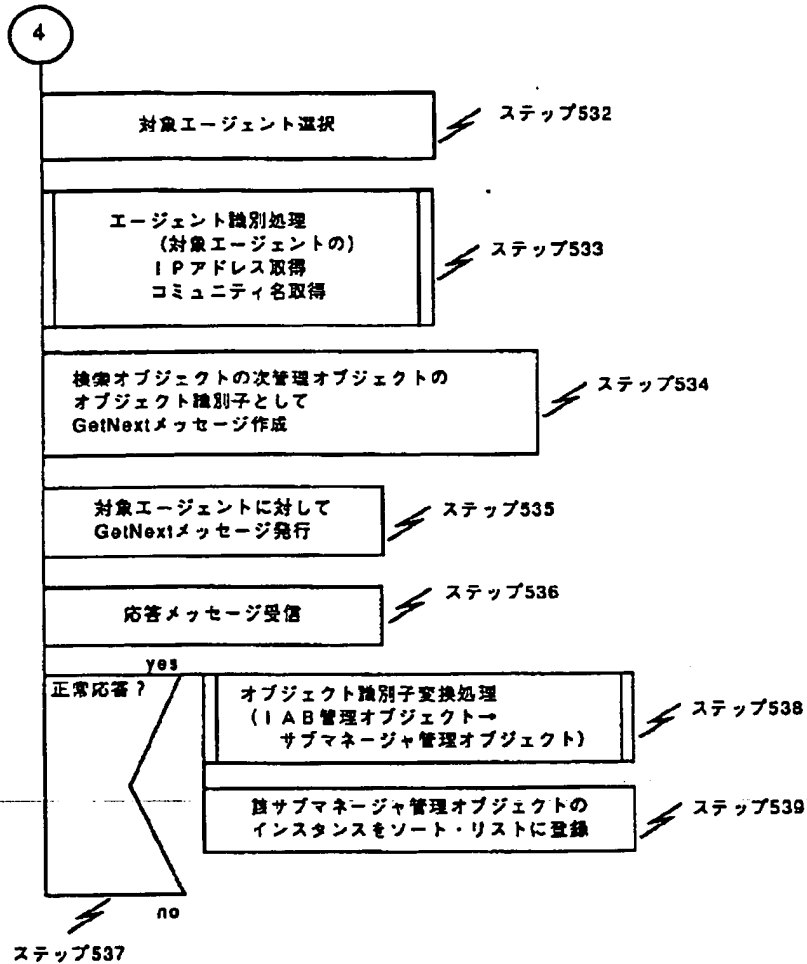 4
対象エージェント選択
ステップ532
エージェント識別処理
(対象エージェントの)
IPアドレス取得
コミュニティ名取得
ステップ533
検索オブジェクトの次管理オブジェクトの
オブジェクト識別子として
GetNextメッセージ作成
ステップ534
対象エージェントに対して
GetNextメッセージ発行
ステップ535
応答メッセージ受信
ステップ536
yes
正常応答?
オブジェクト識別子変換処理
(IAB管理オブジェクト→
サブマネージャ管理オブジェクト)
ステップ538
該サブマネージャ管理オブジェクトの
インスタンスをソート・リストに登録
ステップ539
no
ステップ537